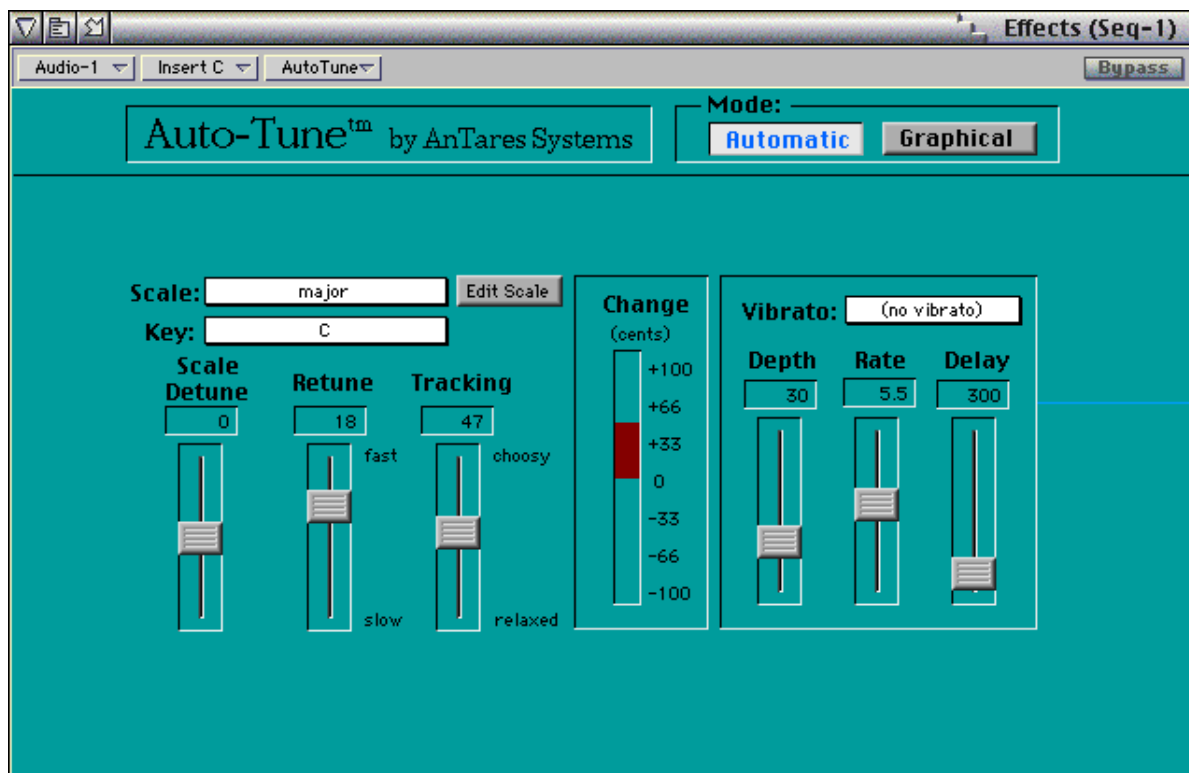 Effects (Seq-1)
Audio-1 Insert C AutoTune Bypass
Auto-Tune™ by AnTares Systems
Mode:
Automatic Graphical
Scale: major Edit Scale
Key: C
Scale Detune
0
Retune
18
fast
slow
Tracking
47
choosy
relaxed
Change
(cents)
+100
+66
+33
0
-33
-66
-100
Vibrato: (no vibrato)
Depth Rate Delay
30 5.5 300